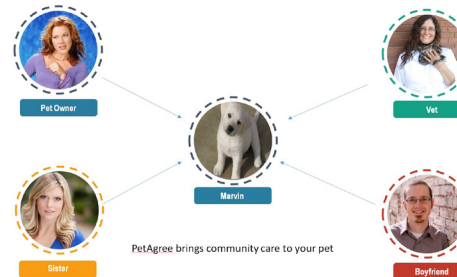 Pet Owner
Vet
Marvin
Sister
PetAgree brings community care to your pet
Boyfriend